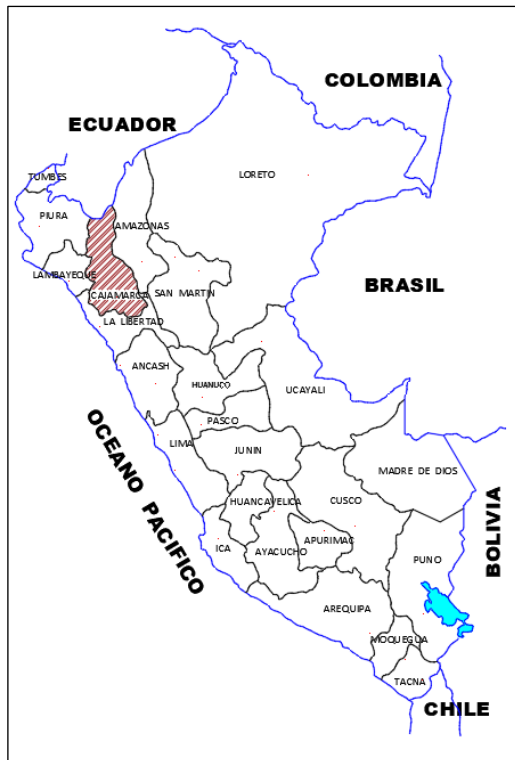 COLOMBIA
ECUADOR
TUMBES
LORETO
PIURA
AMAZONAS
LAMBAYEQUE
CAJAMARCA
SAN MARTIN
BRASIL
LA LIBERTAD
ANCASH
HUANUCO
UCAYALI
PASCO
LIMA
JUNIN
MADRE DE DIOS
OCEANO PACIFICO
HUANCAVELICA
CUSCO
BOLIVIA
ICA
AYACUCHO
APURIMAC
PUNO
AREQUIPA
MOQUEGUA
TACNA
CHILE